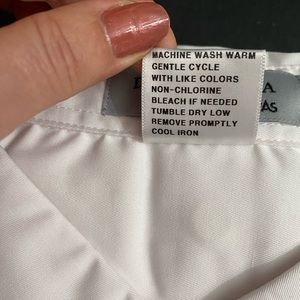 MACHINE WASH WARM
GENTLE CYCLE
WITH LIKE COLORS
NON-CHLORINE
BLEACH IF NEEDED
TUMBLE DRY LOW
REMOVE PROMPTLY
COOL IRON